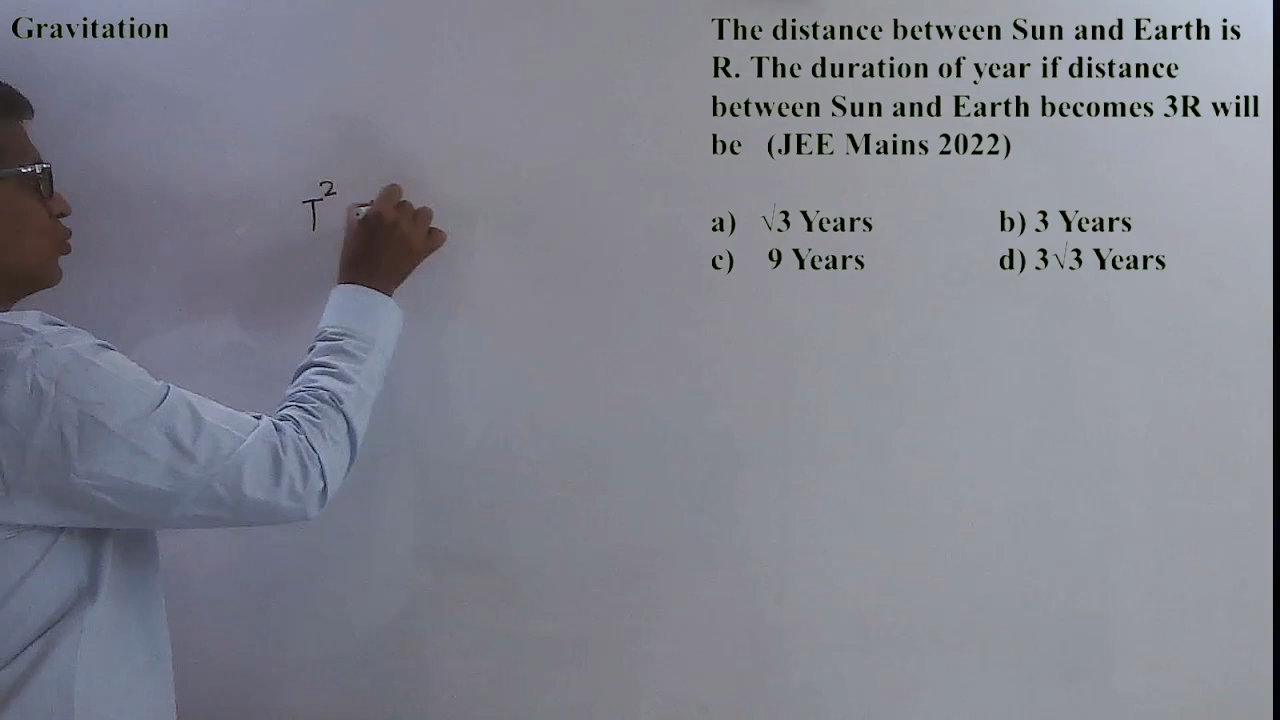 Gravitation
The distance between Sun and Earth is
R. The duration of year if distance
between Sun and Earth becomes 3R will
be (JEE Mains 2022)
a) √3 Years b) 3 Years
c) 9 Years d) 3√3 Years
T²